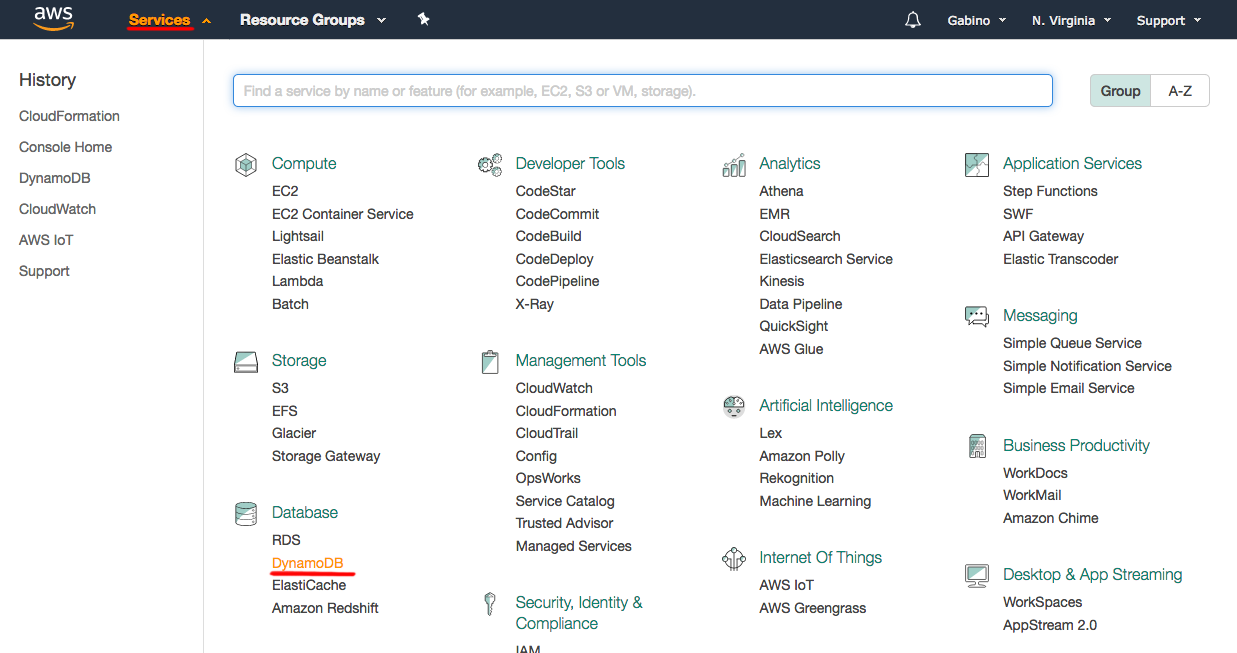 aws
Services
Resource Groups
Gabino
N. Virginia
Support
History
CloudFormation
Console Home
DynamoDB
CloudWatch
AWS IoT
Support
Find a service by name or feature (for example, EC2, S3 or VM, storage).
Group
A-Z
Compute
EC2
EC2 Container Service
Lightsail
Elastic Beanstalk
Lambda
Batch
Storage
S3
EFS
Glacier
Storage Gateway
Database
RDS
DynamoDB
ElastiCache
Amazon Redshift
Developer Tools
CodeStar
CodeCommit
CodeBuild
CodeDeploy
CodePipeline
X-Ray
Management Tools
CloudWatch
CloudFormation
CloudTrail
Config
OpsWorks
Service Catalog
Trusted Advisor
Managed Services
Security, Identity &
Compliance
IAM
Analytics
Athena
EMR
CloudSearch
Elasticsearch Service
Kinesis
Data Pipeline
QuickSight
AWS Glue
Artificial Intelligence
Lex
Amazon Polly
Rekognition
Machine Learning
Internet Of Things
AWS IoT
AWS Greengrass
Application Services
Step Functions
SWF
API Gateway
Elastic Transcoder
Messaging
Simple Queue Service
Simple Notification Service
Simple Email Service
Business Productivity
WorkDocs
WorkMail
Amazon Chime
Desktop & App Streaming
WorkSpaces
AppStream 2.0